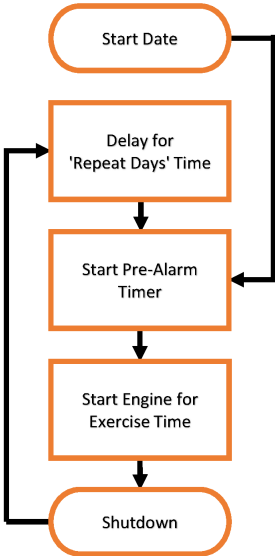 Start Date
Delay for
'Repeat Days' Time
Start Pre-Alarm
Timer
Start Engine for
Exercise Time
Shutdown